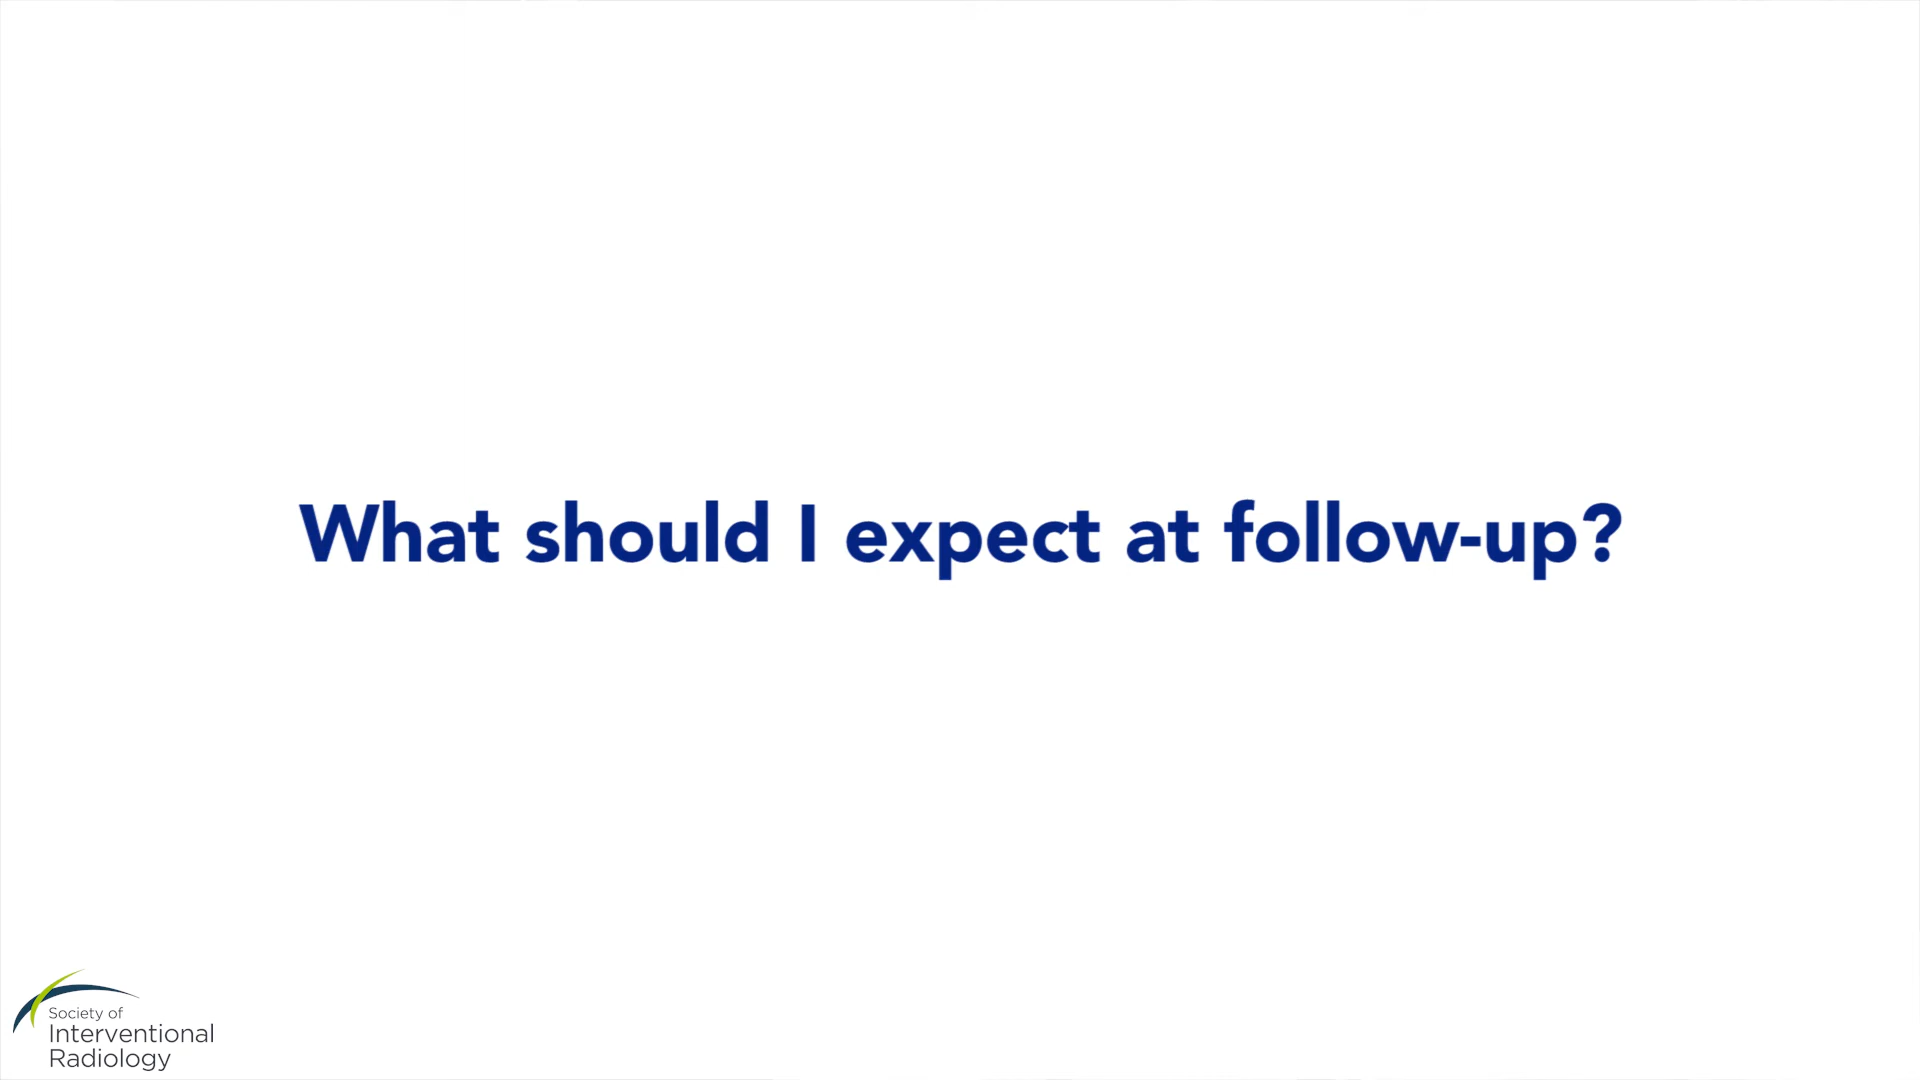 What should I expect at follow-up?
Society of
Interventional
Radiology